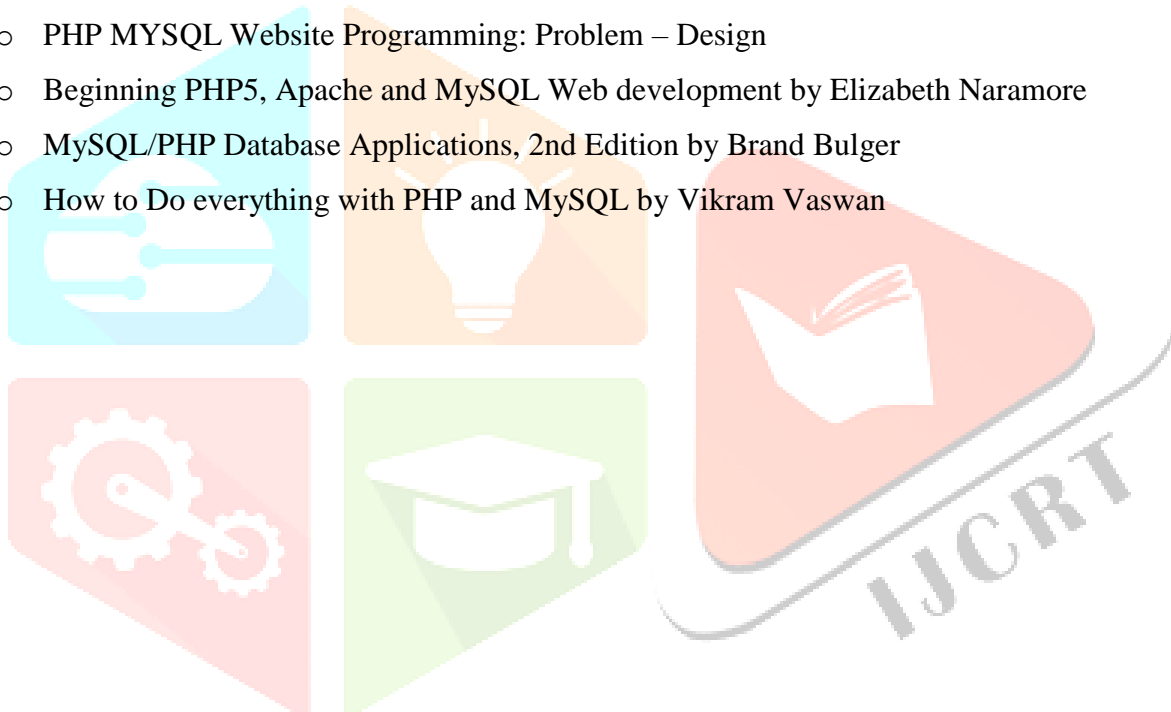 o PHP MYSQL Website Programming: Problem – Design
o Beginning PHP5, Apache and MySQL Web development by Elizabeth Naramore
o MySQL/PHP Database Applications, 2nd Edition by Brand Bulger
o How to Do everything with PHP and MySQL by Vikram Vaswan
IJCRT